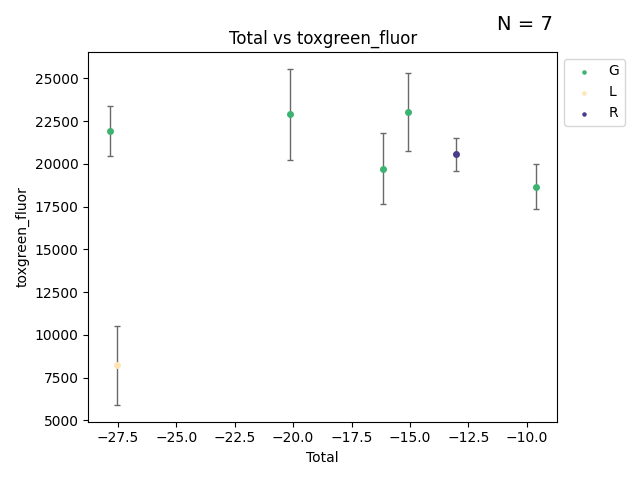 N = 7
Total vs toxgreen_fluor
G
L
R
25000
22500
20000
17500
15000
12500
10000
7500
5000
toxgreen_fluor
−27.5 −25.0 −22.5 −20.0 −17.5 −15.0 −12.5 −10.0
Total